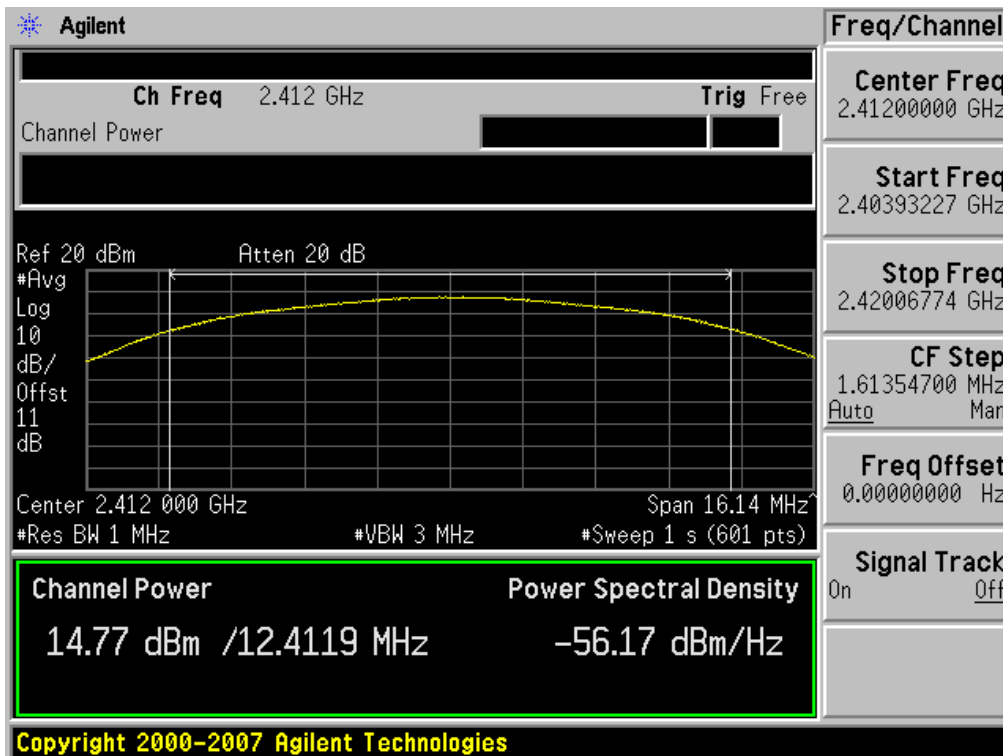 Agilent
Freq/Channel
Ch Freq 2.412 GHz Trig Free
Channel Power
Center Freq
2.41200000 GHz
Start Freq
2.40393227 GHz
Stop Freq
2.42006774 GHz
CF Step
1.61354700 MHz
Auto Man
Freq Offset
0.00000000 Hz
Signal Track
On Off
Ref 20 dBm Atten 20 dB
#Avg
Log
10
dB/
Offst
11
dB
Center 2.412 000 GHz Span 16.14 MHz^
#Res BW 1 MHz #VBW 3 MHz #Sweep 1 s (601 pts)
Channel Power Power Spectral Density
14.77 dBm /12.4119 MHz -56.17 dBm/Hz
Copyright 2000-2007 Agilent Technologies